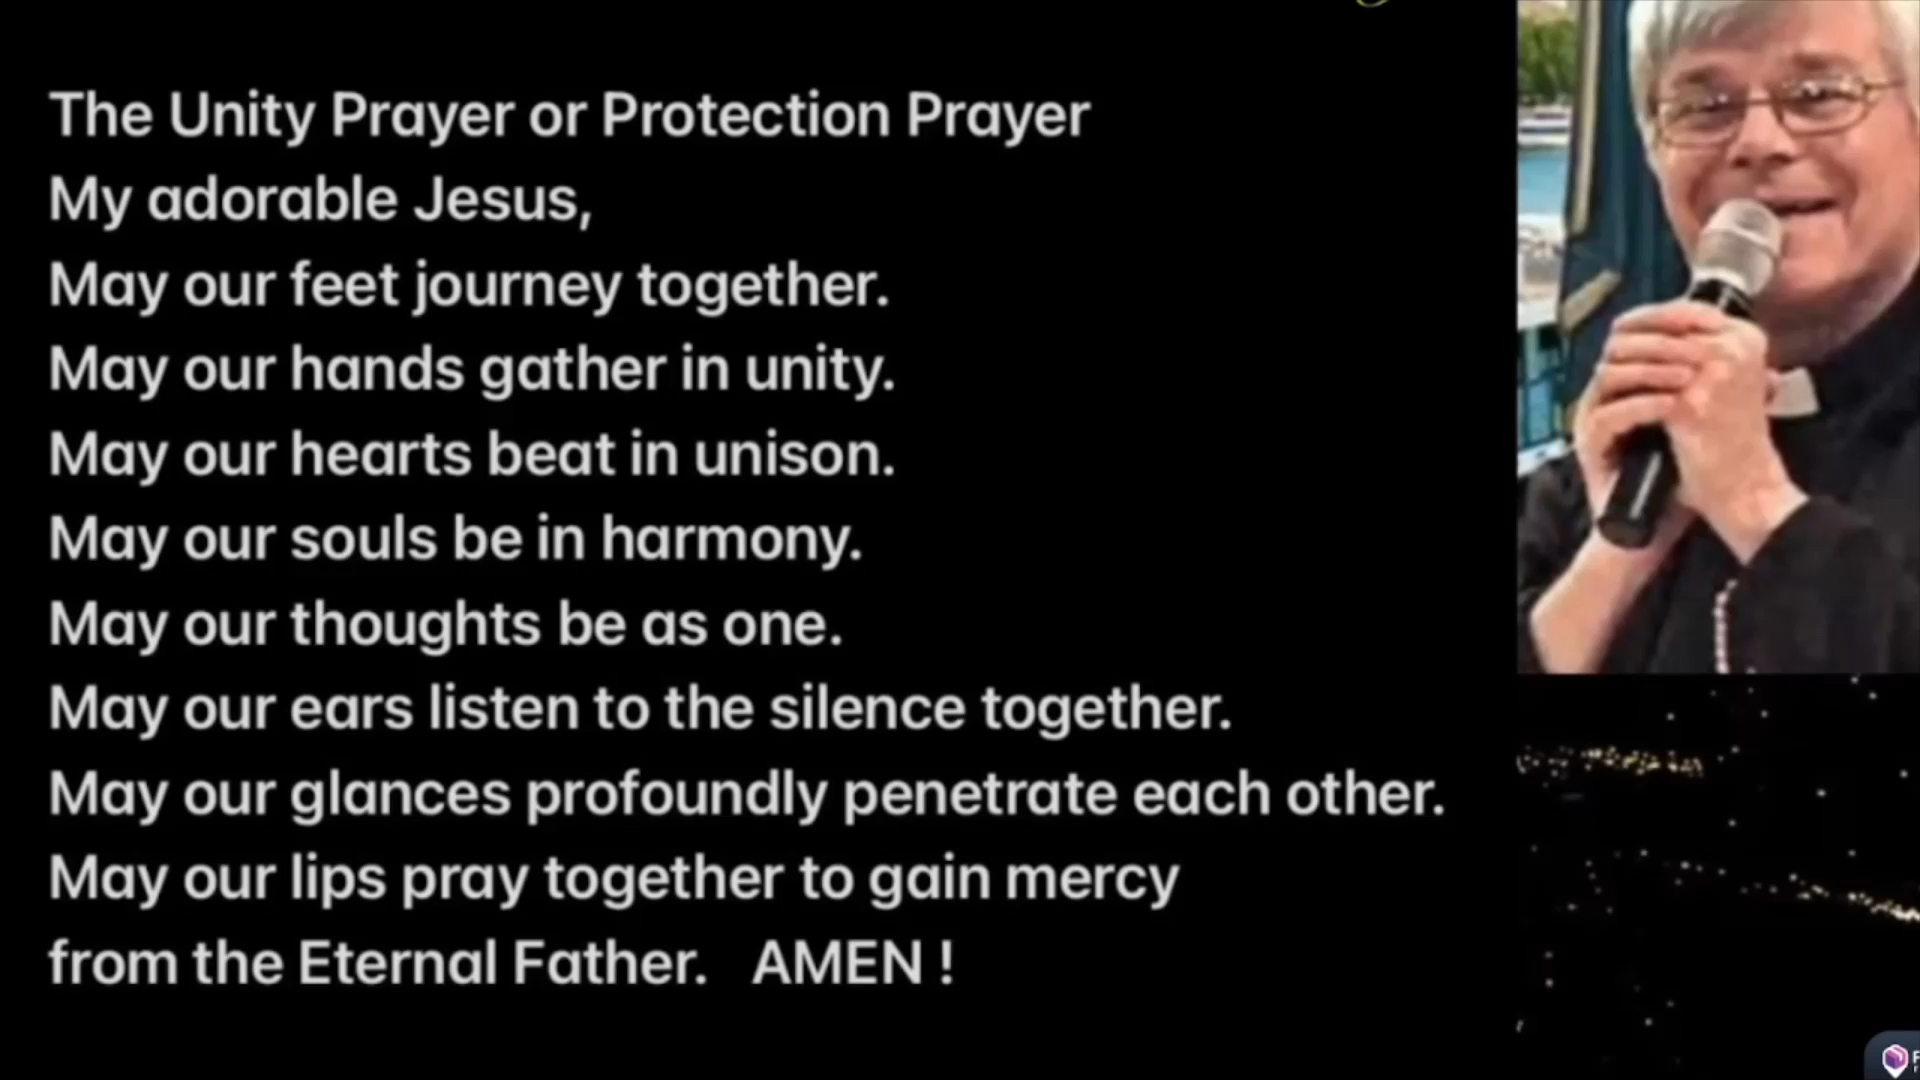 The Unity Prayer or Protection Prayer
My adorable Jesus,
May our feet journey together.
May our hands gather in unity.
May our hearts beat in unison.
May our souls be in harmony.
May our thoughts be as one.
May our ears listen to the silence together.
May our glances profoundly penetrate each other.
May our lips pray together to gain mercy
from the Eternal Father. AMEN !